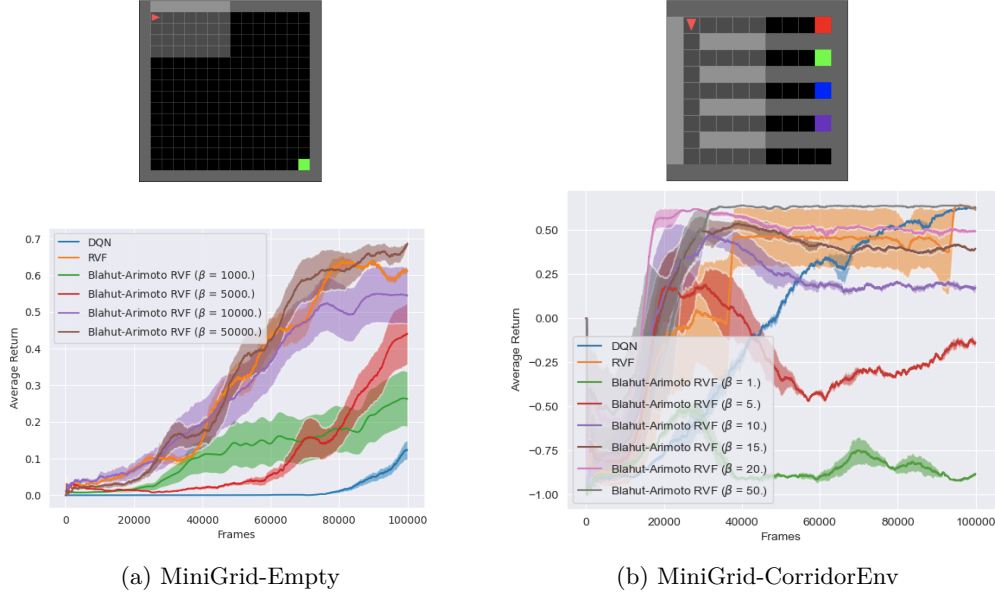 0.7
0.6
0.5
0.4
0.3
0.2
0.1
0.0
Average Return
DQN
RVF
Blahut-Arimoto RVF (β = 1000.)
Blahut-Arimoto RVF (β = 5000.)
Blahut-Arimoto RVF (β = 10000.)
Blahut-Arimoto RVF (β = 50000.)
0 20000 40000 60000 80000 100000
Frames
(a) MiniGrid-Empty
0.50
0.25
0.00
−0.25
−0.50
−0.75
−1.00
Average Return
DQN
RVF
Blahut-Arimoto RVF (β = 1.)
Blahut-Arimoto RVF (β = 5.)
Blahut-Arimoto RVF (β = 10.)
Blahut-Arimoto RVF (β = 15.)
Blahut-Arimoto RVF (β = 20.)
Blahut-Arimoto RVF (β = 50.)
0 20000 40000 60000 80000 100000
Frames
(b) MiniGrid-CorridorEnv